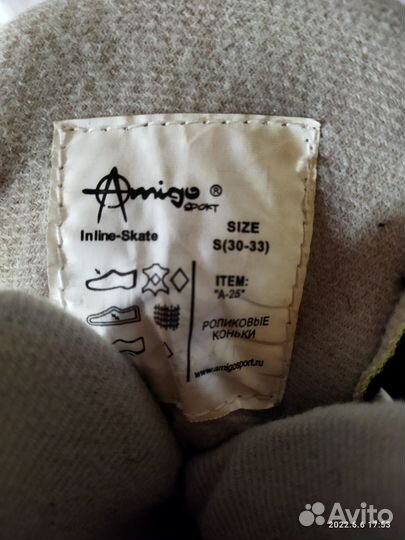 Amigo ®
SPORT
Inline-Skate
SIZE
S(30-33)
ITEM:
"A-25"
РОЛИКОВЫЕ
КОНЬКИ
www.amigosport.ru
Avito
2022.6.6 17:53